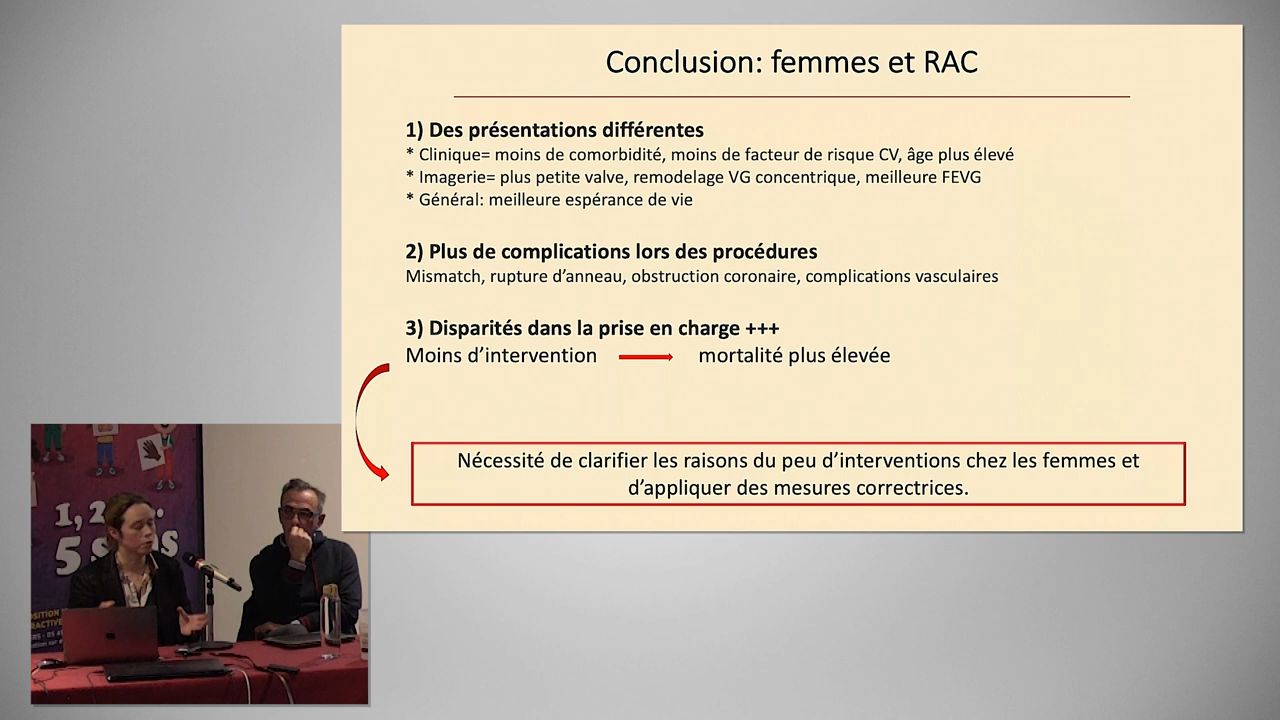 Conclusion: femmes et RAC
1) Des présentations différentes
* Clinique= moins de comorbidité, moins de facteur de risque CV, âge plus élevé
* Imagerie= plus petite valve, remodelage VG concentrique, meilleure FEVG
* Général: meilleure espérance de vie
2) Plus de complications lors des procédures
Mismatch, rupture d'anneau, obstruction coronaire, complications vasculaires
3) Disparités dans la prise en charge +++
Moins d'intervention mortalité plus élevée
Nécessité de clarifier les raisons du peu d'interventions chez les femmes et
d'appliquer des mesures correctrices.
1, 2
5 s